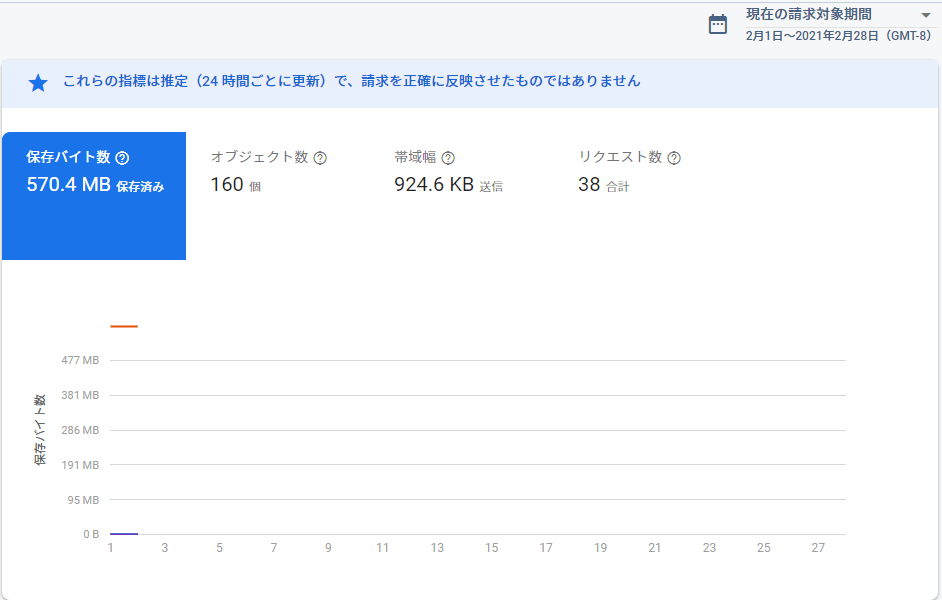 現在の請求対象期間
2月1日～2021年2月28日（GMT-8）
これらの指標は推定（24 時間ごとに更新）で、請求を正確に反映させたものではありません
保存バイト数
570.4 MB 保存済み
オブジェクト数
160 個
帯域幅
924.6 KB 送信
リクエスト数
38 合計
保存バイト数
477 MB
381 MB
286 MB
191 MB
95 MB
0 B
1 3 5 7 9 11 13 15 17 19 21 23 25 27